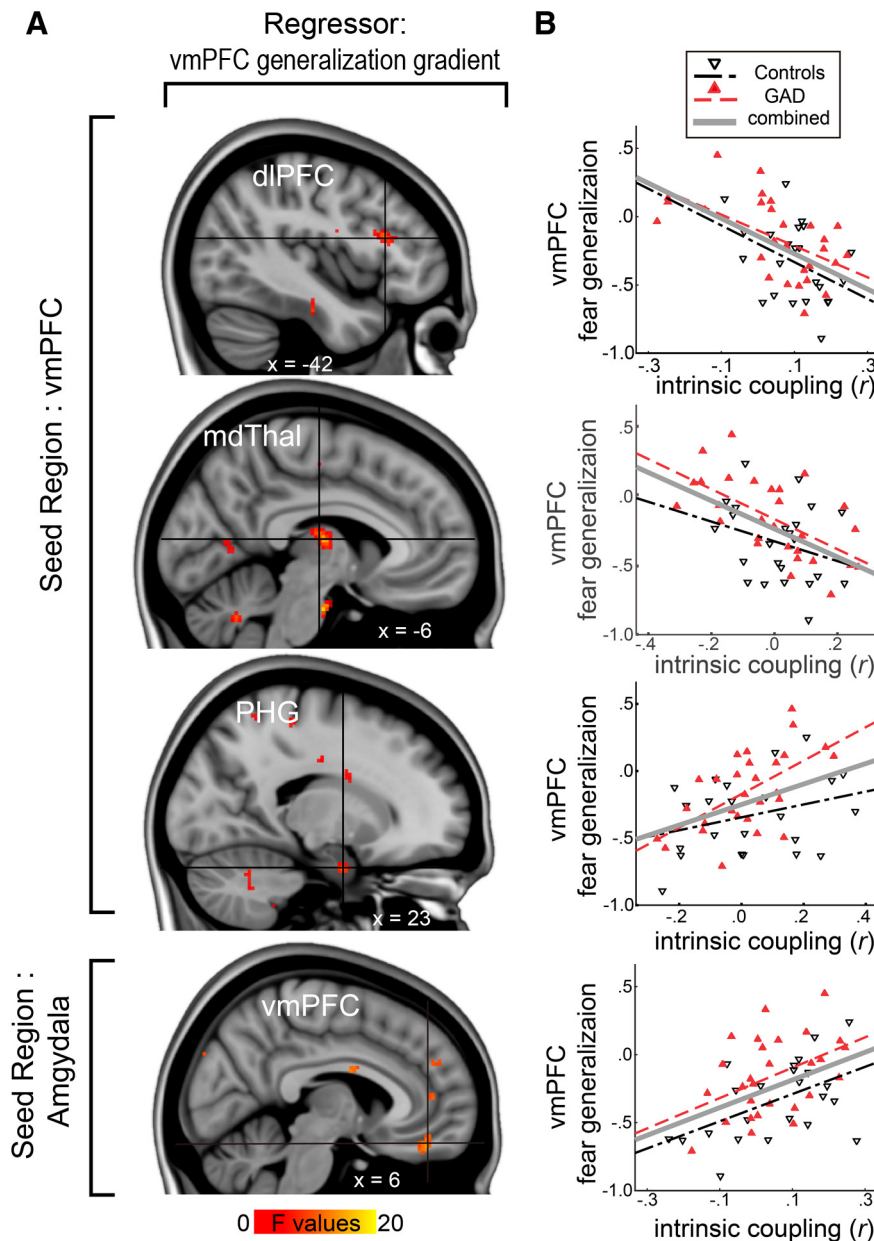 A
Regressor:
vmPFC generalization gradient
Seed Region : vmPFC
dlPFC
x = -42
mdThal
x = -6
PHG
x = 23
Seed Region :
Amgydala
vmPFC
x = 6
0 F values 20
B
Controls
GAD
combined
vmPFC
fear generalizaion
.5
.0
-.5
-1.0
-.3 -.1 .1 .3
intrinsic coupling (r)
vmPFC
fear generalizaion
.5
.0
-.5
-1.0
-.4 -.2 .0 .2
intrinsic coupling (r)
vmPFC
fear generalizaion
.5
.0
-.5
-1.0
-.2 .0 .2 .4
intrinsic coupling (r)
vmPFC
fear generalizaion
.5
.0
-.5
-1.0
-.3 -.1 .1 .3
intrinsic coupling (r)